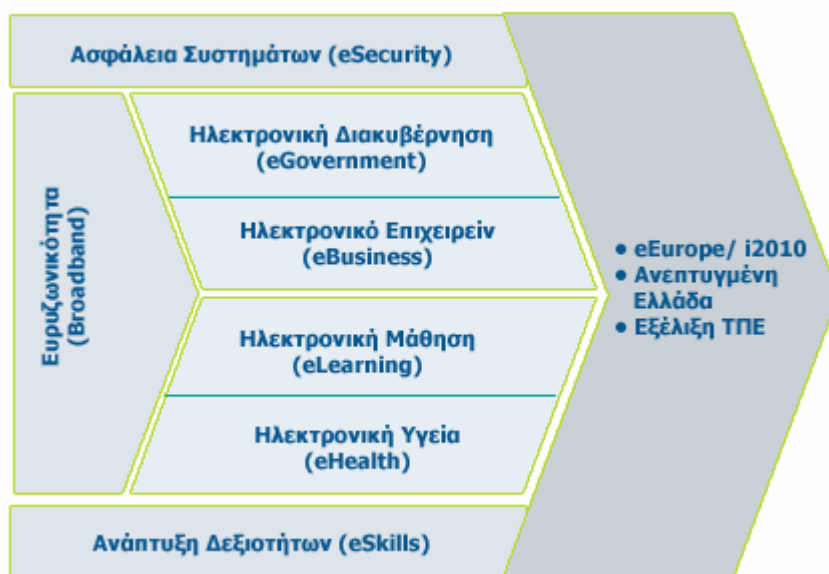 Ασφάλεια Συστημάτων (eSecurity)
Ευρυζωνικότητα
(Broadband)
Ηλεκτρονική Διακυβέρνηση
(eGovernment)
Ηλεκτρονικό Επιχειρείν
(eBusiness)
Ηλεκτρονική Μάθηση
(eLearning)
Ηλεκτρονική Υγεία
(eHealth)
Ανάπτυξη Δεξιοτήτων (eSkills)
• eEurope/ i2010
• Ανεπτυγμένη
Ελλάδα
• Εξέλιξη ΤΠΕ